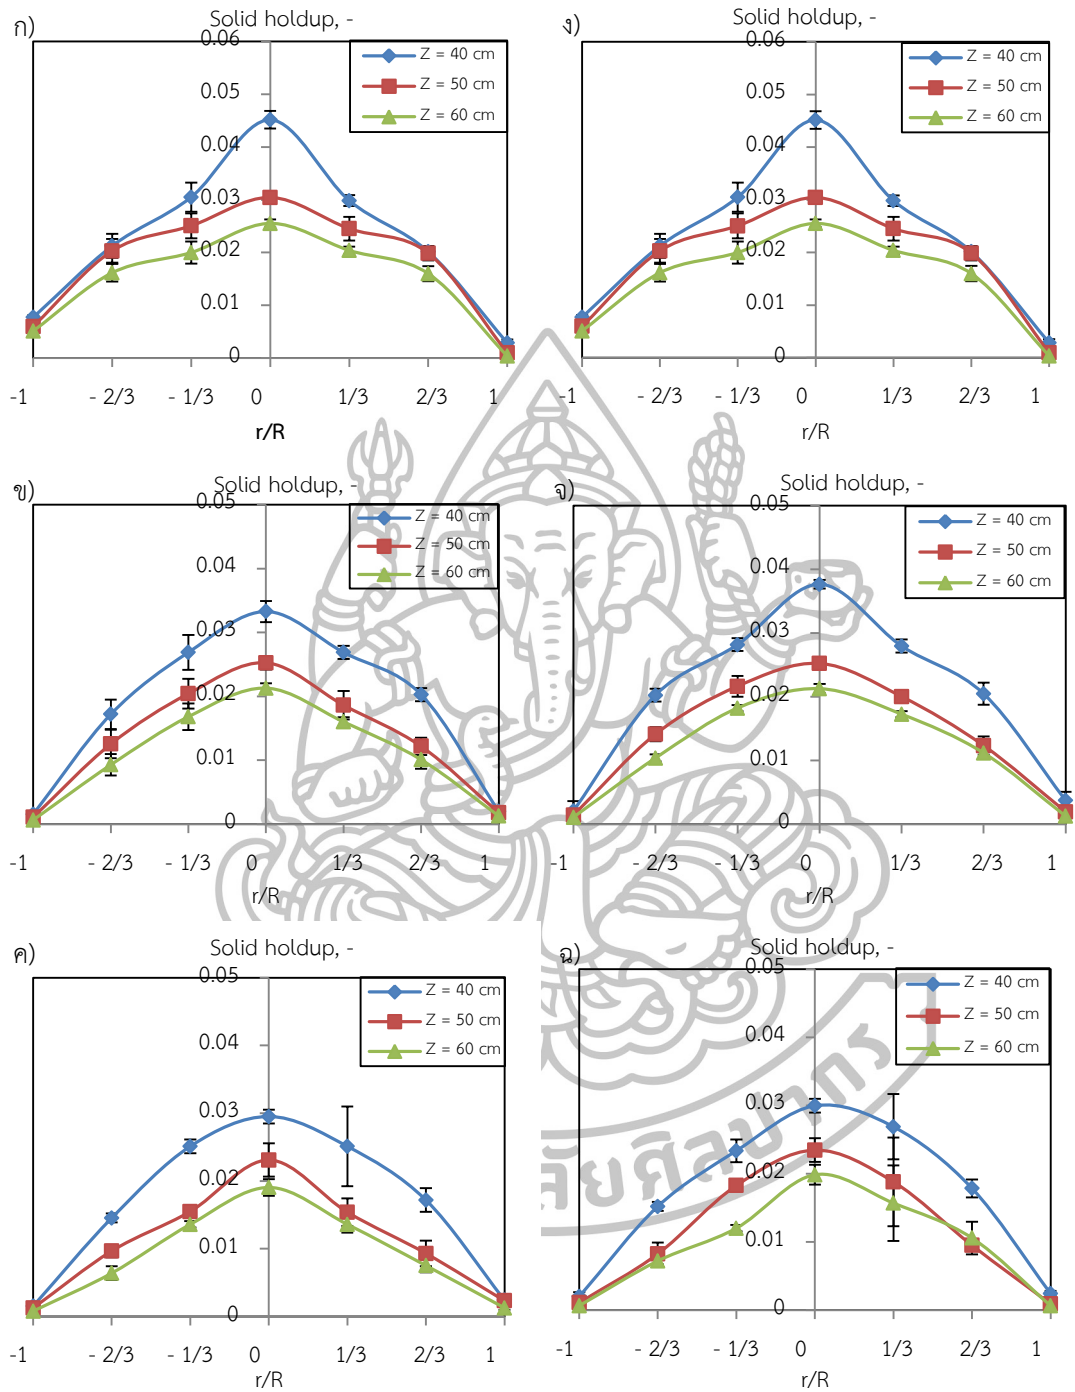 ก)
Solid holdup, -
0.06
0.05
0.04
0.03
0.02
0.01
0
Z = 40 cm
Z = 50 cm
Z = 60 cm
-1 - 2/3 - 1/3 0 1/3 2/3 1
r/R
ง)
Solid holdup, -
0.06
0.05
0.04
0.03
0.02
0.01
0
Z = 40 cm
Z = 50 cm
Z = 60 cm
-1 - 2/3 - 1/3 0 1/3 2/3 1
r/R
ข)
Solid holdup, -
0.05
0.04
0.03
0.02
0.01
0
Z = 40 cm
Z = 50 cm
Z = 60 cm
-1 - 2/3 - 1/3 0 1/3 2/3 1
r/R
จ)
Solid holdup, -
0.05
0.04
0.03
0.02
0.01
0
Z = 40 cm
Z = 50 cm
Z = 60 cm
-1 - 2/3 - 1/3 0 1/3 2/3 1
r/R
ค)
Solid holdup, -
0.05
0.04
0.03
0.02
0.01
0
Z = 40 cm
Z = 50 cm
Z = 60 cm
-1 - 2/3 - 1/3 0 1/3 2/3 1
r/R
ฉ)
Solid holdup, -
0.05
0.04
0.03
0.02
0.01
0
Z = 40 cm
Z = 50 cm
Z = 60 cm
-1 - 2/3 - 1/3 0 1/3 2/3 1
r/R
ลัยศิลปากร